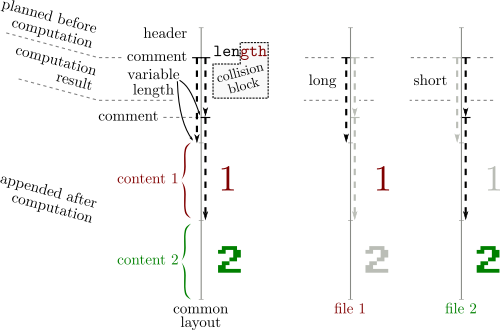 planned before
computation
header
length
comment
computation
result
variable
length
collision
block
long
short
comment
content 1
1
1
1
appended after
computation
content 2
2
2
2
common
layout
file 1
file 2